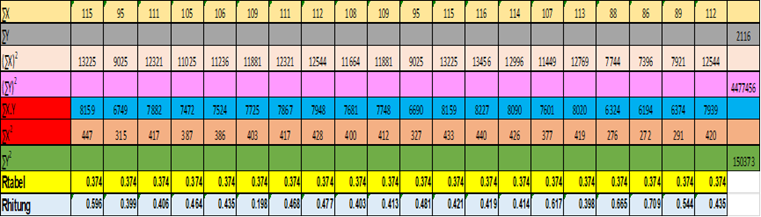 ∑X 115 95 111 105 106 109 111 112 108 109 95 115 116 114 107 113 88 86 89 112
∑Y 2116
(∑X)² 13225 9025 12321 11025 11236 11881 12321 12544 11664 11881 9025 13225 13456 12996 11449 12769 7744 7396 7921 12544
(∑Y)² 4477456
∑X.Y 8159 6749 7882 7472 7524 7725 7867 7948 7681 7748 6690 8159 8227 8090 7601 8020 6324 6194 6374 7939
∑X² 447 315 417 387 386 403 417 428 400 412 327 433 440 426 377 419 276 272 291 420
∑Y² 150373
Rtabel 0.374 0.374 0.374 0.374 0.374 0.374 0.374 0.374 0.374 0.374 0.374 0.374 0.374 0.374 0.374 0.374 0.374 0.374 0.374 0.374
Rhitung 0.596 0.399 0.406 0.464 0.435 0.198 0.468 0.477 0.403 0.413 0.481 0.421 0.419 0.414 0.617 0.398 0.665 0.709 0.544 0.435